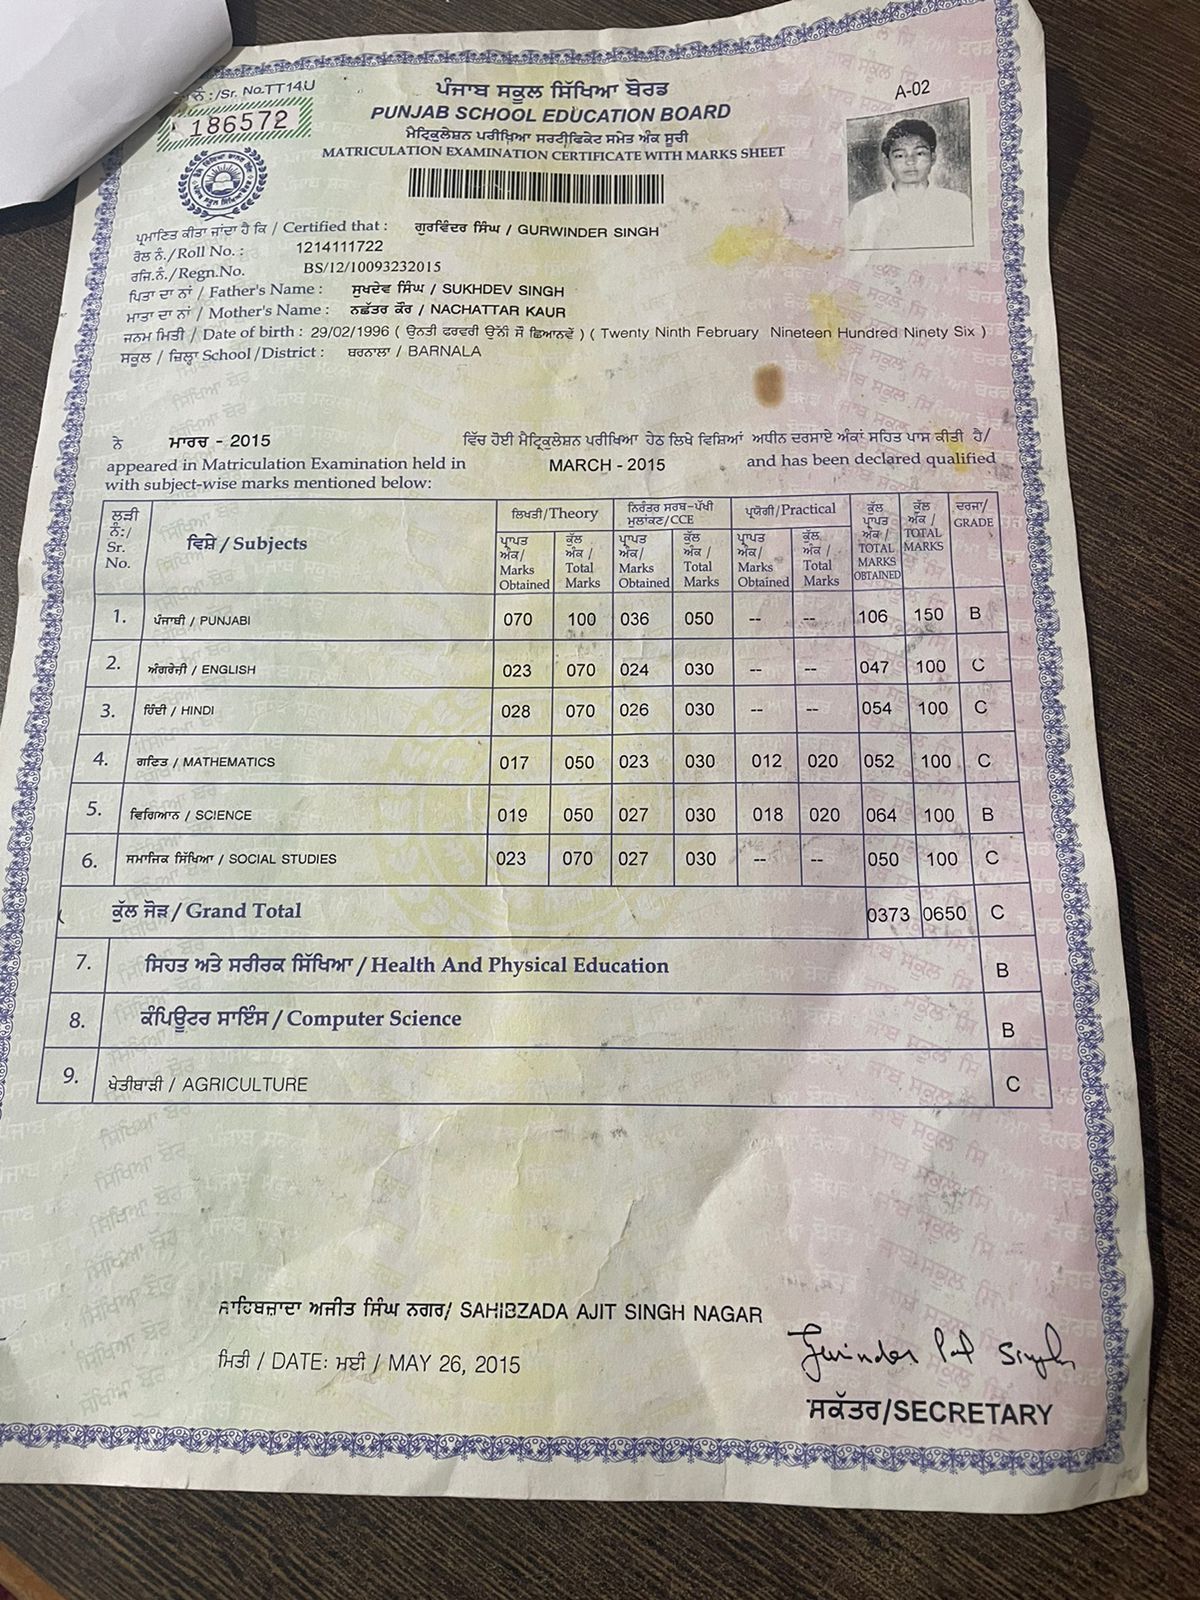 ਨੰ:/Sr. No.TT14U
186572
A-02
ਪੰਜਾਬ ਸਕੂਲ ਸਿੱਖਿਆ ਬੋਰਡ
PUNJAB SCHOOL EDUCATION BOARD
ਮੈਟ੍ਰਿਕੁਲੇਸ਼ਨ ਪਰੀਖਿਆ ਸਰਟੀਫਿਕੇਟ ਸਮੇਤ ਅੰਕ ਸੂਚੀ
MATRICULATION EXAMINATION CERTIFICATE WITH MARKS SHEET
ਪ੍ਰਮਾਣਿਤ ਕੀਤਾ ਜਾਂਦਾ ਹੈ ਕਿ / Certified that : ਗੁਰਵਿੰਦਰ ਸਿੰਘ / GURWINDER SINGH
ਰੋਲ ਨੰ./Roll No. : 1214111722
ਰਜਿ.ਨੰ./Regn.No. BS/12/10093232015
ਪਿਤਾ ਦਾ ਨਾਂ / Father's Name : ਸੁਖਦੇਵ ਸਿੰਘ / SUKHDEV SINGH
ਮਾਤਾ ਦਾ ਨਾਂ / Mother's Name : ਨਛੱਤਰ ਕੌਰ / NACHATTAR KAUR
ਜਨਮ ਮਿਤੀ / Date of birth : 29/02/1996 ( ਉਨਤੀ ਫਰਵਰੀ ਉਨੀ ਸੌ ਛਿਆਨਵੇਂ ) ( Twenty Ninth February Nineteen Hundred Ninety Six )
ਸਕੂਲ / ਜ਼ਿਲ੍ਹਾ School /District : ਬਰਨਾਲਾ / BARNALA
ਨੇ ਮਾਰਚ - 2015 ਵਿੱਚ ਹੋਈ ਮੈਟ੍ਰਿਕੁਲੇਸ਼ਨ ਪਰੀਖਿਆ ਹੇਠ ਲਿਖੇ ਵਿਸ਼ਿਆਂ ਅਧੀਨ ਦਰਸਾਏ ਅੰਕਾਂ ਸਹਿਤ ਪਾਸ ਕੀਤੀ ਹੈ/
appeared in Matriculation Examination held in MARCH - 2015 and has been declared qualified
with subject-wise marks mentioned below:
ਲੜੀ ਨੰ:/ Sr. No. ਵਿਸ਼ੇ / Subjects ਲਿਖਤੀ/Theory ਨਿਰੰਤਰ ਸਰਬ-ਪੱਖੀ ਮੁਲਾਂਕਣ/CCE ਪ੍ਰਯੋਗੀ/Practical ਕੁੱਲ ਪ੍ਰਾਪਤ ਅੰਕ / TOTAL MARKS OBTAINED ਕੁੱਲ ਅੰਕ / TOTAL MARKS ਦਰਜਾ/ GRADE
ਪ੍ਰਾਪਤ ਅੰਕ/ Marks Obtained ਕੁੱਲ ਅੰਕ / Total Marks ਪ੍ਰਾਪਤ ਅੰਕ/ Marks Obtained ਕੁੱਲ ਅੰਕ / Total Marks ਪ੍ਰਾਪਤ ਅੰਕ/ Marks Obtained ਕੁੱਲ ਅੰਕ / Total Marks
1. ਪੰਜਾਬੀ / PUNJABI 070 100 036 050 -- -- 106 150 B
2. ਅੰਗਰੇਜ਼ੀ / ENGLISH 023 070 024 030 -- -- 047 100 C
3. ਹਿੰਦੀ / HINDI 028 070 026 030 -- -- 054 100 C
4. ਗਣਿਤ / MATHEMATICS 017 050 023 030 012 020 052 100 C
5. ਵਿਗਿਆਨ / SCIENCE 019 050 027 030 018 020 064 100 B
6. ਸਮਾਜਿਕ ਸਿੱਖਿਆ / SOCIAL STUDIES 023 070 027 030 -- -- 050 100 C
ਕੁੱਲ ਜੋੜ / Grand Total 0373 0650 C
7. ਸਿਹਤ ਅਤੇ ਸਰੀਰਕ ਸਿੱਖਿਆ / Health And Physical Education B
8. ਕੰਪਿਊਟਰ ਸਾਇੰਸ / Computer Science B
9. ਖੇਤੀਬਾੜੀ / AGRICULTURE C
ਸਾਹਿਬਜ਼ਾਦਾ ਅਜੀਤ ਸਿੰਘ ਨਗਰ/ SAHIBZADA AJIT SINGH NAGAR
ਮਿਤੀ / DATE: ਮਈ / MAY 26, 2015
ਸਕੱਤਰ/SECRETARY